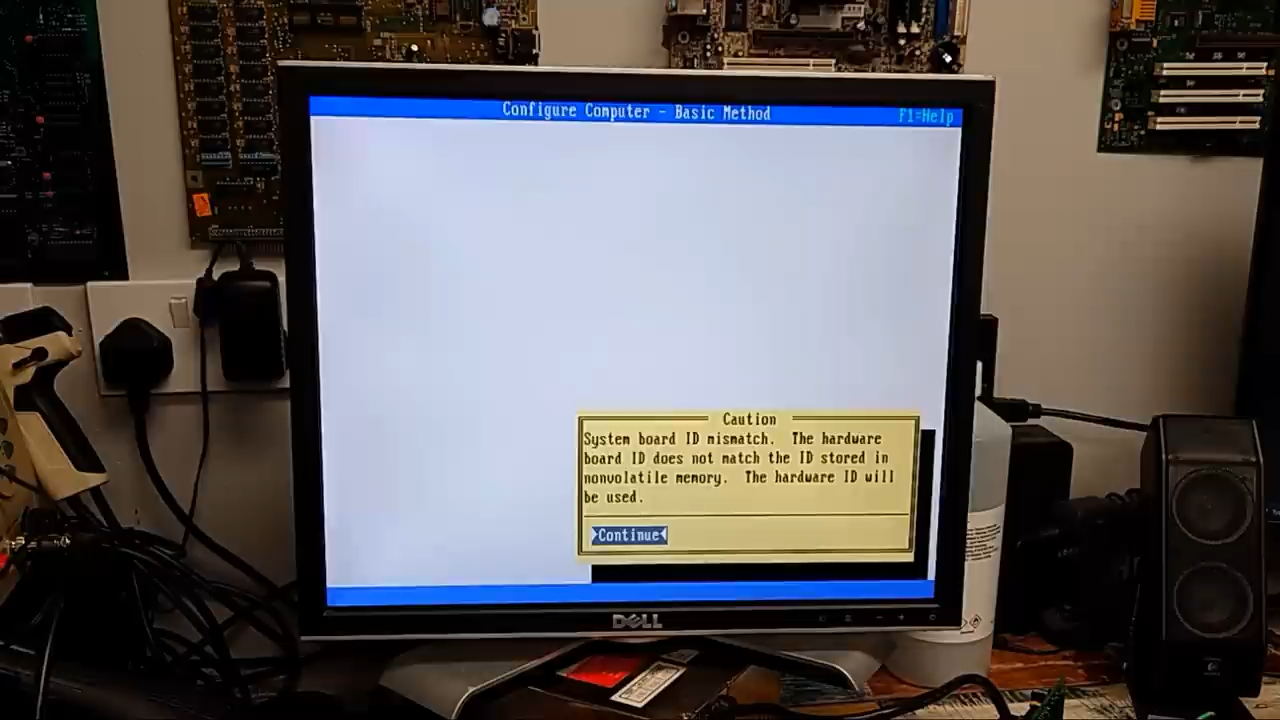 Configure Computer - Basic Method
F1=Help
Caution
System board ID mismatch. The hardware
board ID does not match the ID stored in
nonvolatile memory. The hardware ID will
be used.
Continue
DELL